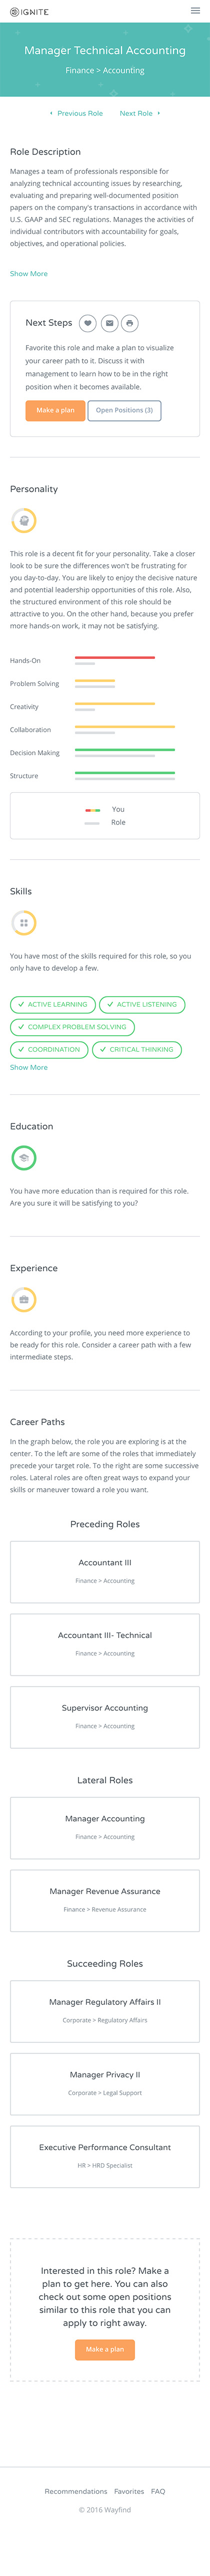 IGNITE
Manager Technical Accounting
Finance > Accounting
Previous Role
Next Role
Role Description
Manages a team of professionals responsible for
analyzing technical accounting issues by researching,
evaluating and preparing well-documented position
papers on the company's transactions in accordance with
U.S. GAAP and SEC regulations. Manages the activities of
individual contributors with accountability for goals,
objectives, and operational policies.
Show More
Next Steps
Favorite this role and make a plan to visualize
your career path to it. Discuss it with
management to learn how to be in the right
position when it becomes available.
Make a plan
Open Positions (3)
Personality
This role is a decent fit for your personality. Take a closer
look to be sure the differences won't be frustrating for
you day-to-day. You are likely to enjoy the decisive nature
and potential leadership opportunities of this role. Also,
the structured environment of this role should be
attractive to you. On the other hand, because you prefer
more hands-on work, it may not be satisfying.
Hands-On
Problem Solving
Creativity
Collaboration
Decision Making
Structure
You
Role
Skills
You have most of the skills required for this role, so you
only have to develop a few.
ACTIVE LEARNING
ACTIVE LISTENING
COMPLEX PROBLEM SOLVING
COORDINATION
CRITICAL THINKING
Show More
Education
You have more education than is required for this role.
Are you sure it will be satisfying to you?
Experience
According to your profile, you need more experience to
be ready for this role. Consider a career path with a few
intermediate steps.
Career Paths
In the graph below, the role you are exploring is at the
center. To the left are some of the roles that immediately
precede your target role. To the right are some successive
roles. Lateral roles are often great ways to expand your
skills or maneuver toward a role you want.
Preceding Roles
Accountant III
Finance > Accounting
Accountant III- Technical
Finance > Accounting
Supervisor Accounting
Finance > Accounting
Lateral Roles
Manager Accounting
Finance > Accounting
Manager Revenue Assurance
Finance > Revenue Assurance
Succeeding Roles
Manager Regulatory Affairs II
Corporate > Regulatory Affairs
Manager Privacy II
Corporate > Legal Support
Executive Performance Consultant
HR > HRD Specialist
Interested in this role? Make a
plan to get here. You can also
check out some open positions
similar to this role that you can
apply to right away.
Make a plan
Recommendations Favorites FAQ
© 2016 Wayfind